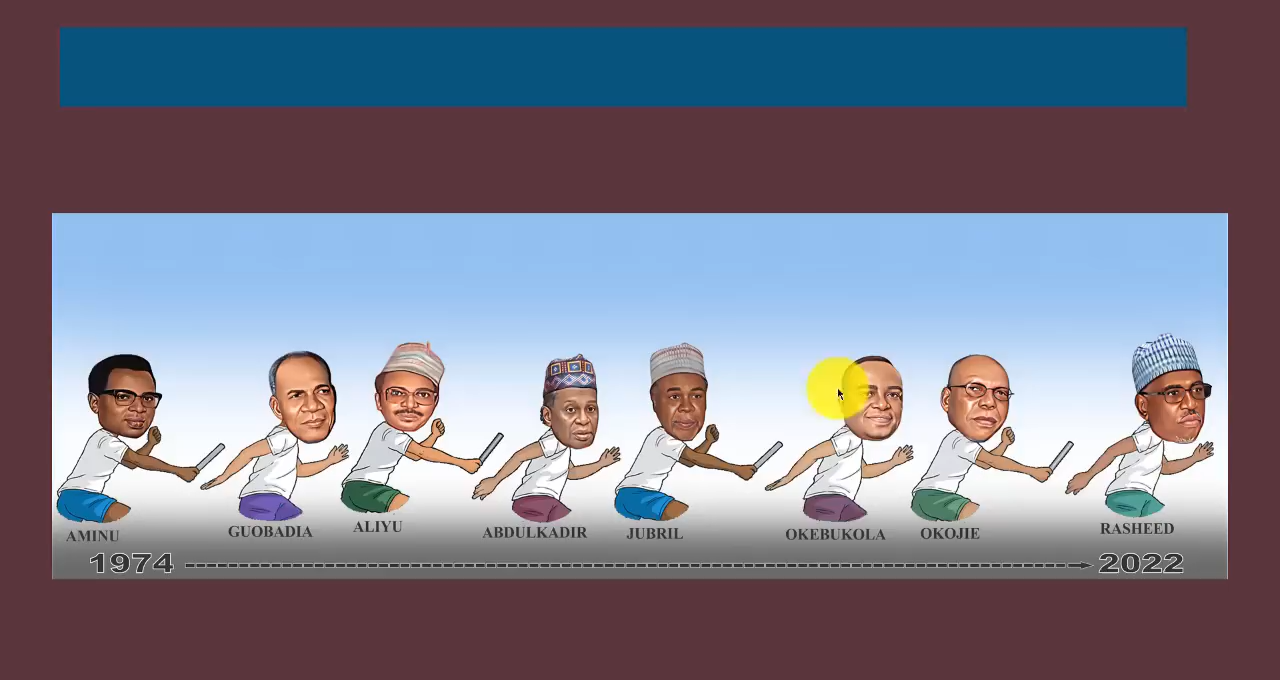 AMINU
GUOBADIA
ALIYU
ABDULKADIR
JUBRIL
OKEBUKOLA
OKOJIE
RASHEED
1974
2022